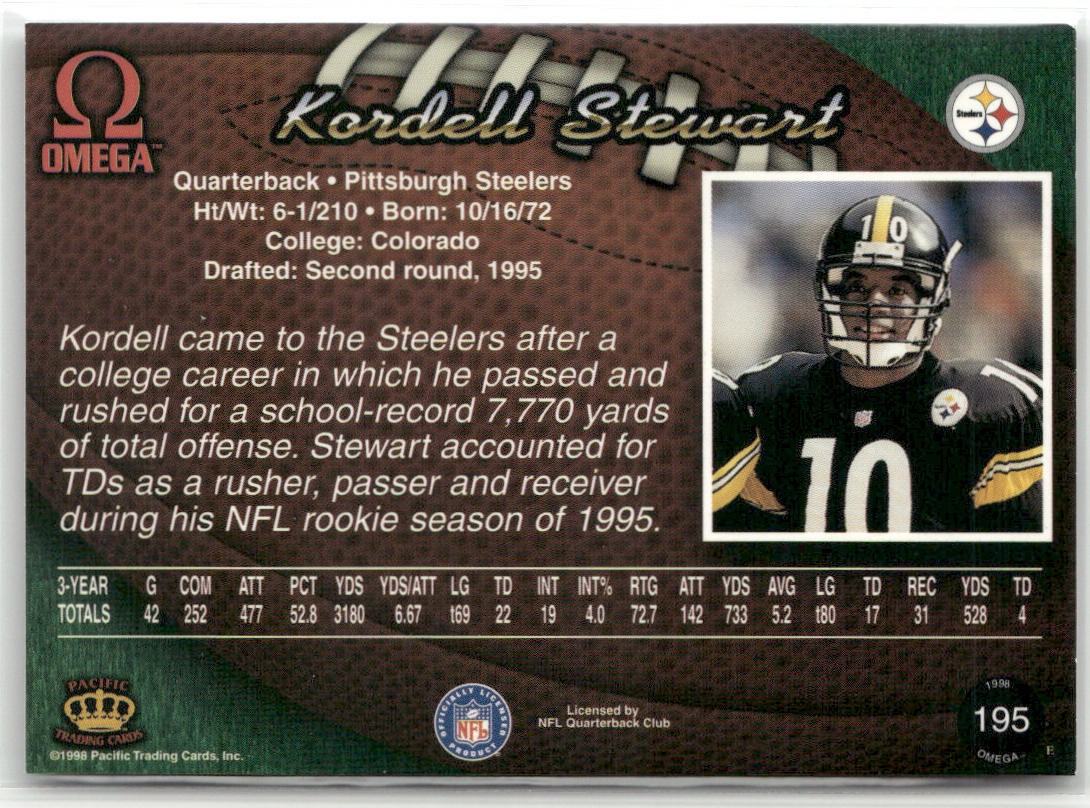 Ω
OMEGA™
Kordell Stewart
Steelers
Quarterback • Pittsburgh Steelers
Ht/Wt: 6-1/210 • Born: 10/16/72
College: Colorado
Drafted: Second round, 1995
10
10
10
Kordell came to the Steelers after a
college career in which he passed and
rushed for a school-record 7,770 yards
of total offense. Stewart accounted for
TDs as a rusher, passer and receiver
during his NFL rookie season of 1995.
3-YEAR G COM ATT PCT YDS YDS/ATT LG TD INT INT% RTG ATT YDS AVG LG TD REC YDS TD
TOTALS 42 252 477 52.8 3180 6.67 t69 22 19 4.0 72.7 142 733 5.2 t80 17 31 528 4
PACIFIC
TRADING CARDS
©1998 Pacific Trading Cards, Inc.
OFFICIALLY LICENSED
NFL
PRODUCT
Licensed by
NFL Quarterback Club
1998
195
OMEGA
E